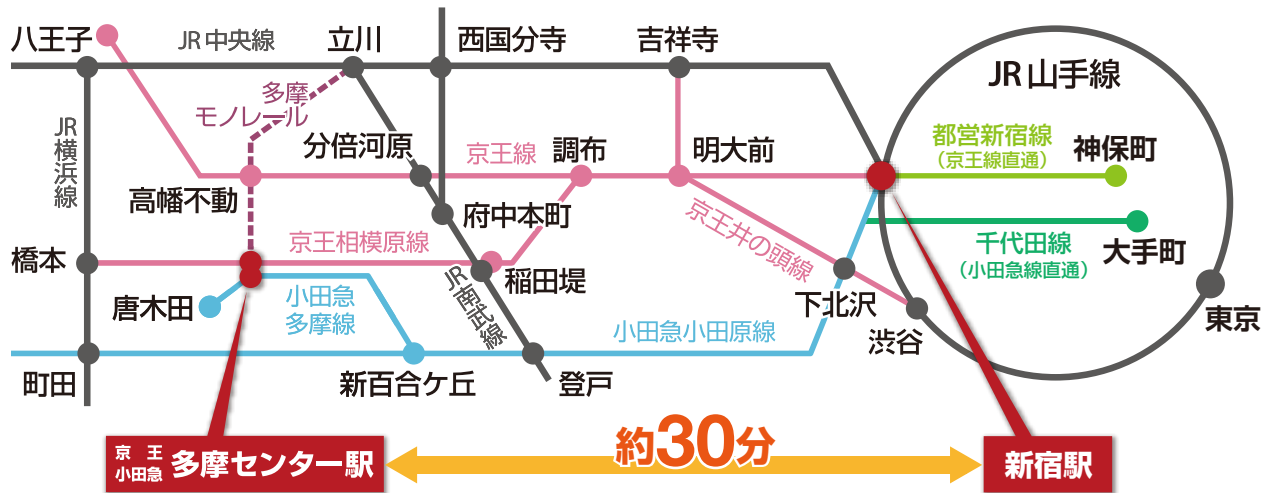 八王子
JR中央線
立川
西国分寺
吉祥寺
JR山手線
多摩
モノレール
JR横浜線
分倍河原
京王線
調布
明大前
都営新宿線
（京王線直通）
神保町
高幡不動
府中本町
京王井の頭線
京王相模原線
千代田線
（小田急線直通）
大手町
橋本
JR南武線
稲田堤
唐木田
小田急
多摩線
下北沢
渋谷
東京
小田急小田原線
町田
新百合ケ丘
登戸
京王
小田急
多摩センター駅
約30分
新宿駅